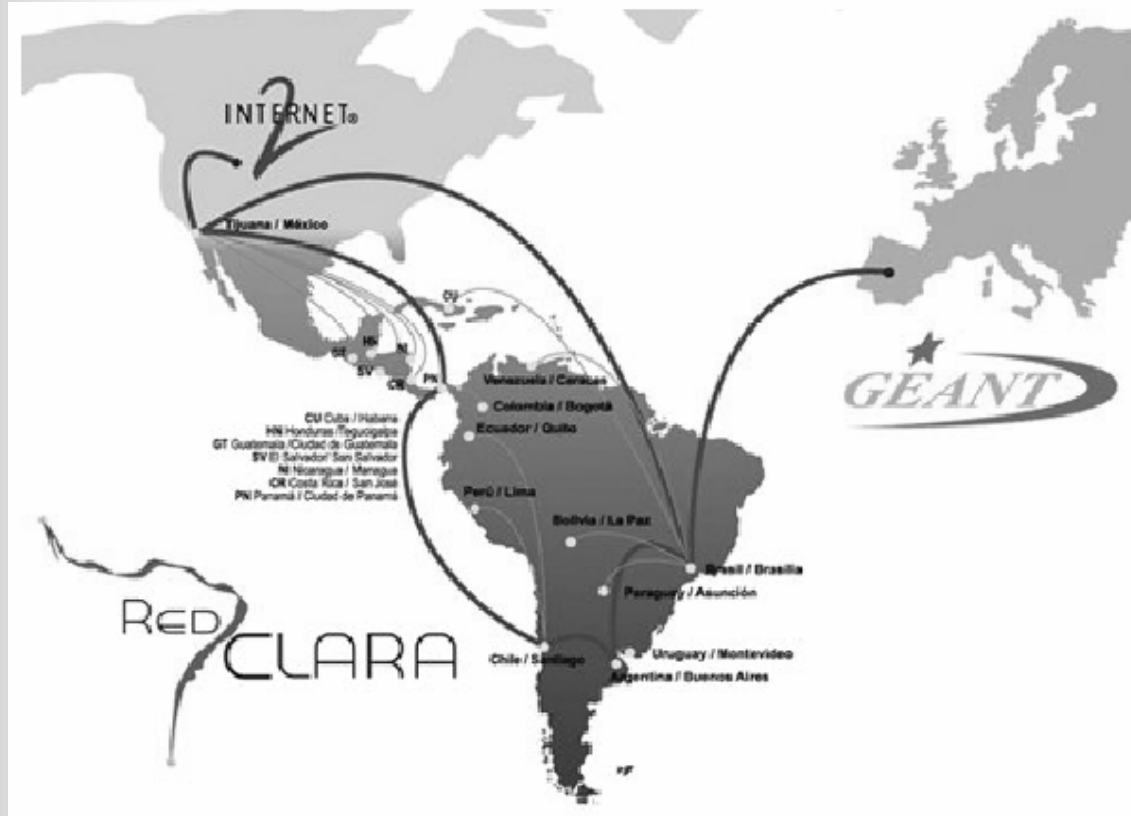 INTERNET2®
Tijuana / México
CU
HN
GT
NI
SV
CR
PN
Venezuela / Caracas
Colombia / Bogotá
Ecuador / Quito
CU Cuba / Habana
HN Honduras /Tegucigalpa
GT Guatemala /Ciudad de Guatemala
SV El Salvador/ San Salvador
NI Nicaragua / Managua
CR Costa Rica / San José
PN Panamá / Ciudad de Panamá
Perú / Lima
Bolivia / La Paz
Brasil / Brasilia
Paraguay / Asunción
Uruguay / Montevideo
Chile / Santiago
Argentina / Buenos Aires
GEANT
RED
CLARA